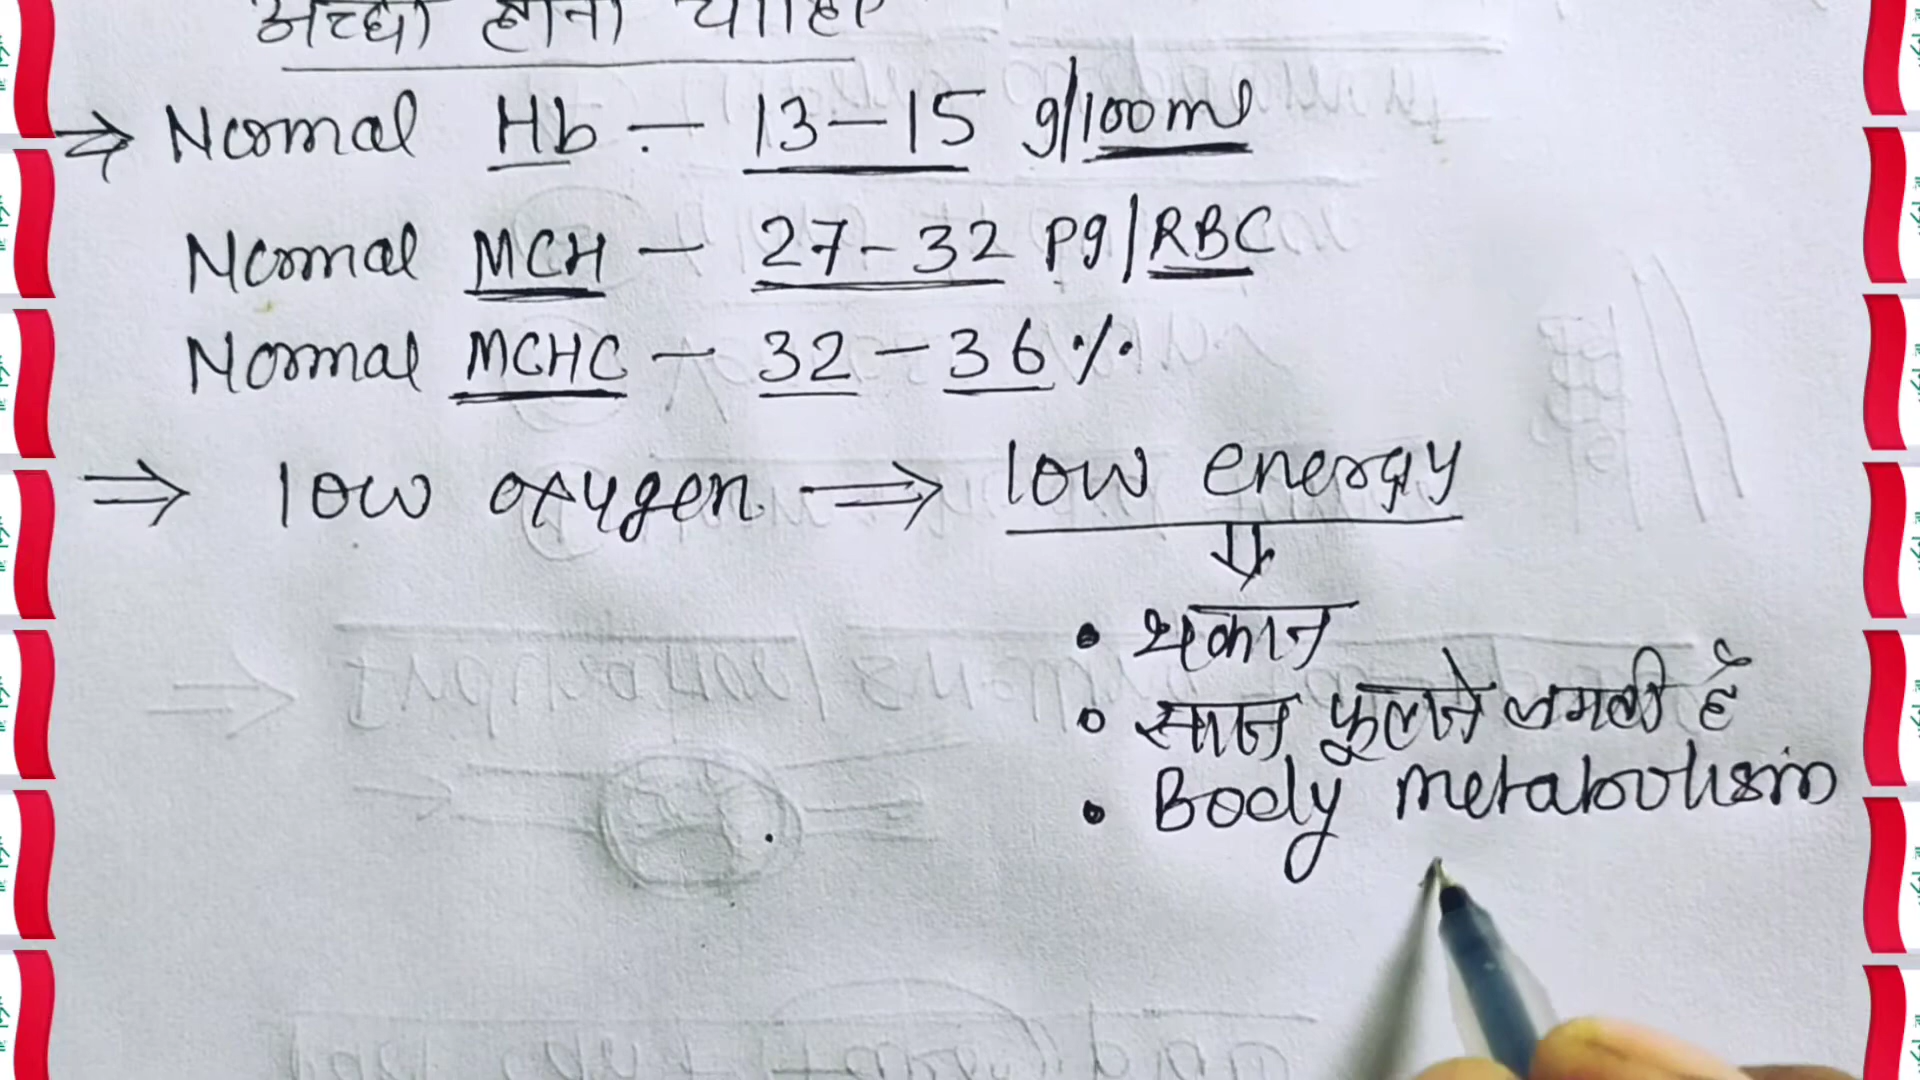 अच्छा होना चाहिए
⇒ Normal Hb - 13-15 g/100ml
Normal MCH - 27-32 pg/RBC
Normal MCHC - 32-36%
⇒ low oxygen ⇒ low energy
⇓
• थकान
• सास फूलने लगती है
• Body metabolism